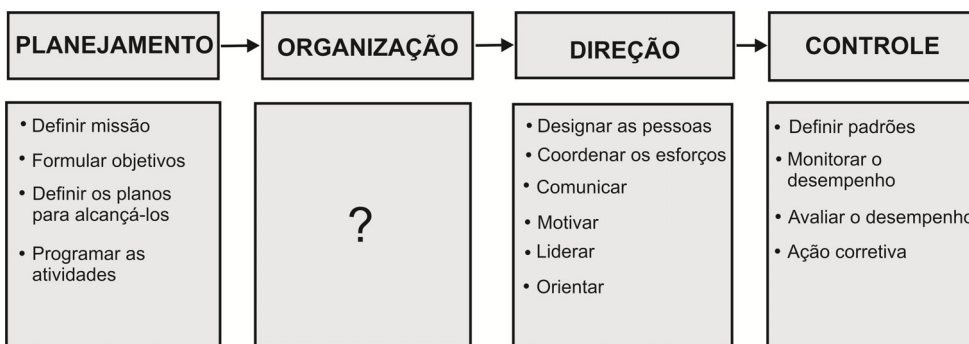 PLANEJAMENTO
ORGANIZAÇÃO
DIREÇÃO
CONTROLE
• Definir missão
• Formular objetivos
• Definir os planos
para alcançá-los
• Programar as
atividades
?
• Designar as pessoas
• Coordenar os esforços
• Comunicar
• Motivar
• Liderar
• Orientar
• Definir padrões
• Monitorar o
desempenho
• Avaliar o desempenho
• Ação corretiva